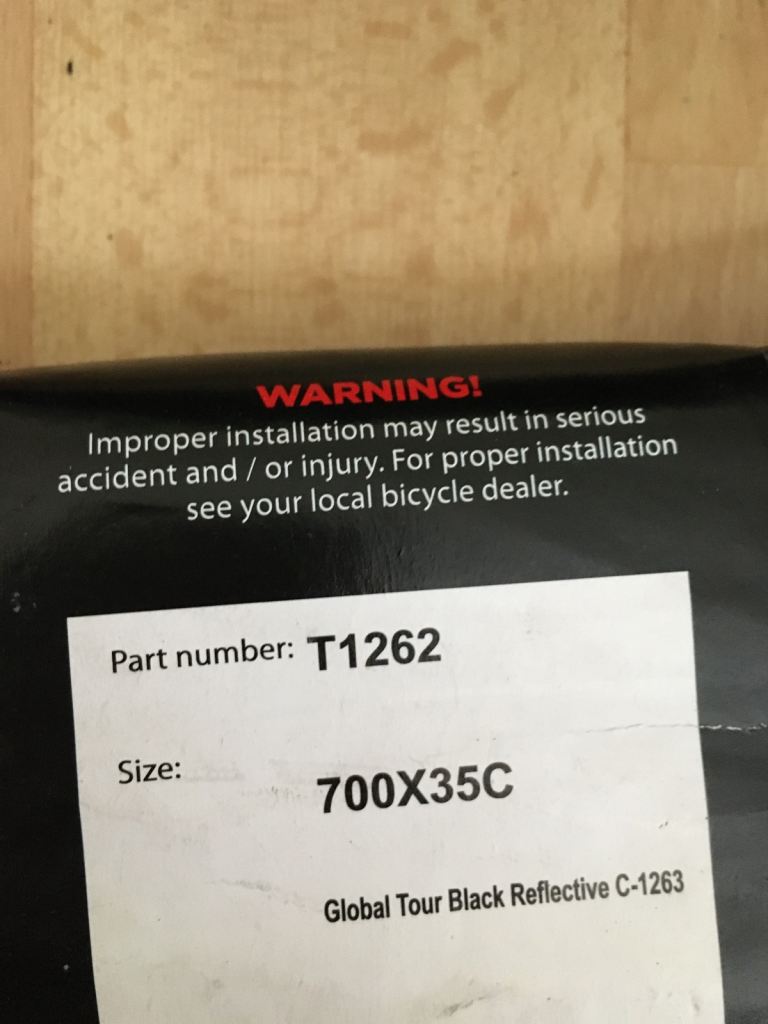 WARNING!
Improper installation may result in serious
accident and / or injury. For proper installation
see your local bicycle dealer.
Part number: T1262
Size: 700X35C
Global Tour Black Reflective C-1263